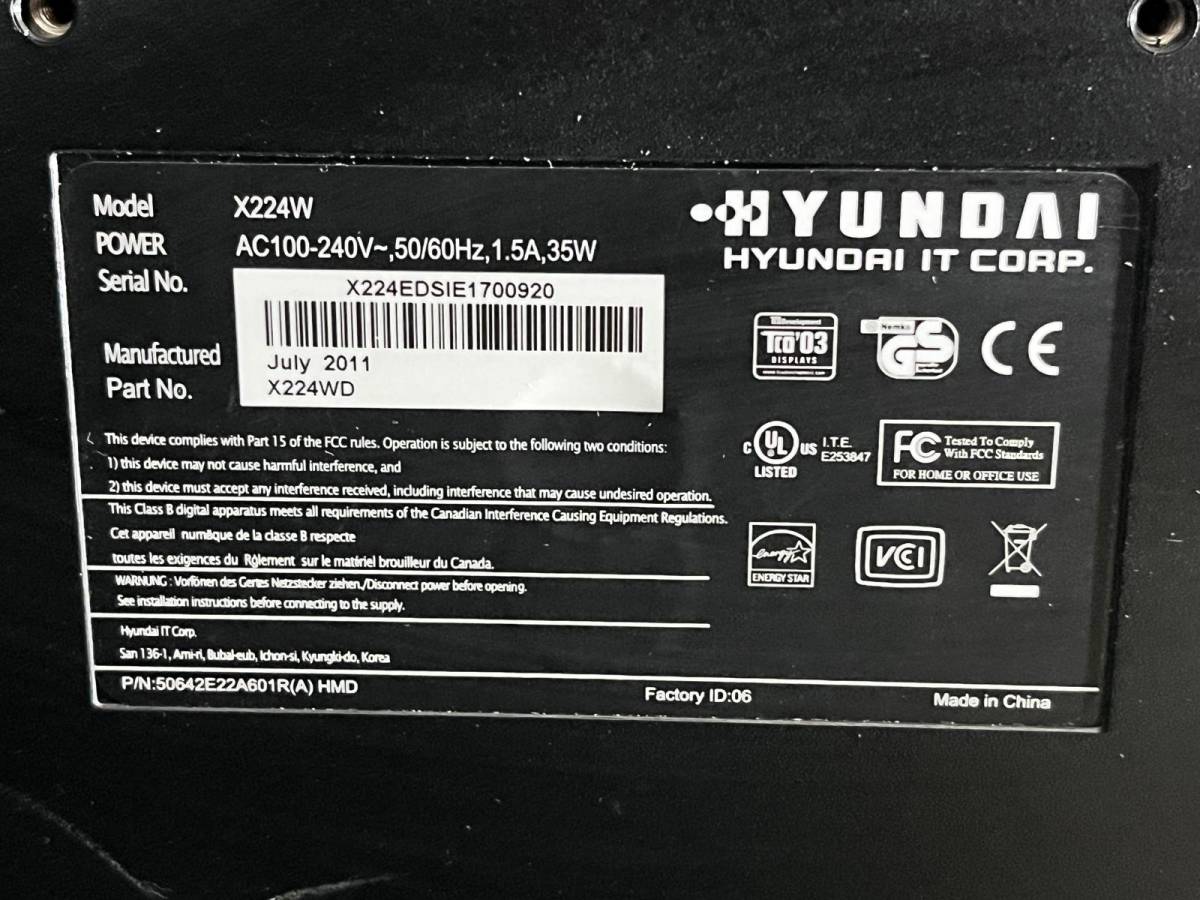 Model X224W
POWER AC100-240V~,50/60Hz,1.5A,35W
Serial No. X224EDSIE1700920
Manufactured July 2011
Part No. X224WD
HYUNDAI
HYUNDAI IT CORP.
TCO'03
DISPLAYS
Nemko
GS
CE
C UL US
LISTED
I.T.E.
E253847
FC Tested To Comply
With FCC Standards
FOR HOME OR OFFICE USE
energy
ENERGY STAR
VCCI
This device complies with Part 15 of the FCC rules. Operation is subject to the following two conditions:
1) this device may not cause harmful interference, and
2) this device must accept any interference received, including interference that may cause undesired operation.
This Class B digital apparatus meets all requirements of the Canadian Interference Causing Equipment Regulations.
Cet appareil numêque de la classe B respecte
toutes les exigences du Rôlement sur le matíriel brouilleur du Canada.
WARNUNG : Vorfönen des Gertes Netzstecker ziehen./Disconnect power before opening.
See installation instructions before connecting to the supply.
Hyundai IT Corp.
San 136-1, Ami-ri, Bubal-eub, Ichon-si, Kyungki-do, Korea
P/N:50642E22A601R(A) HMD
Factory ID:06
Made in China